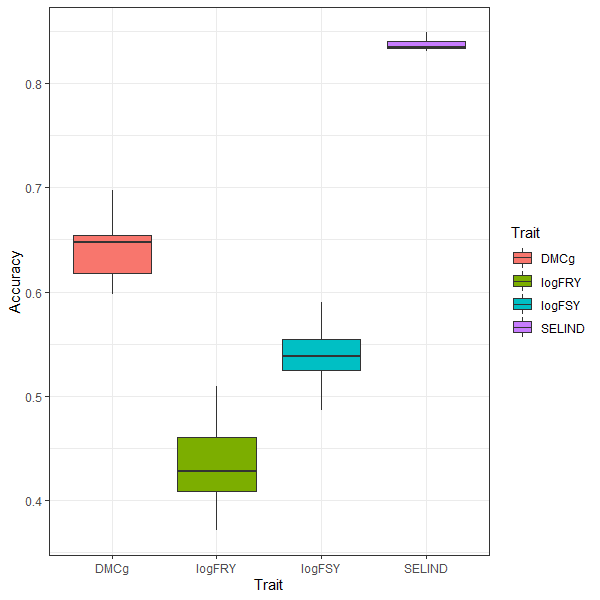 Accuracy
0.8
0.7
0.6
0.5
0.4
DMCg logFRY logFSY SELIND
Trait
Trait
DMCg
logFRY
logFSY
SELIND